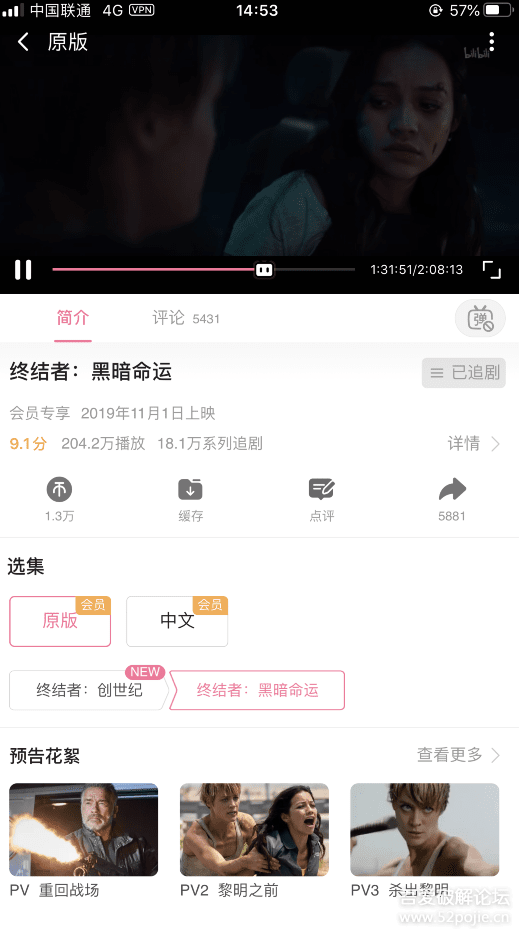 中国联通 4G VPN 14:53 57%
原版
bilibili
1:31:51/2:08:13
简介 评论 5431 弹
终结者：黑暗命运 已追剧
会员专享 2019年11月1日上映
9.1分 204.2万播放 18.1万系列追剧 详情
1.3万 缓存 点评 5881
选集
会员 会员
原版 中文
NEW
终结者：创世纪 终结者：黑暗命运
预告花絮 查看更多
PV 重回战场 PV2 黎明之前 PV3 杀出黎明
吾爱破解论坛
www.52pojie.cn